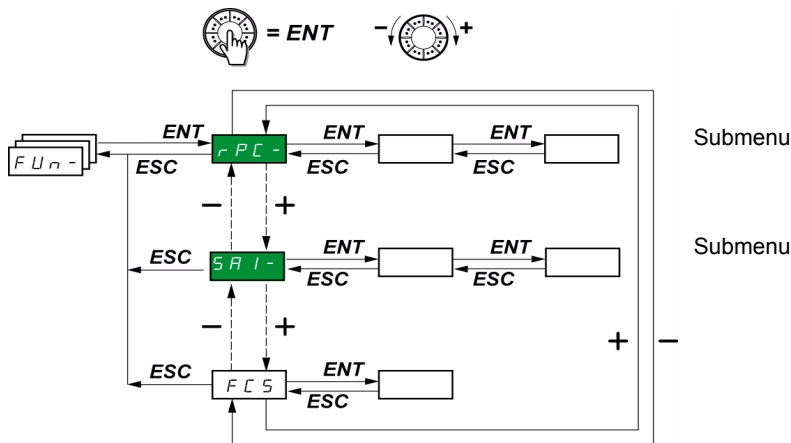 = ENT - +
ENT ENT ENT Submenu
FUn- rPC-
ESC ESC ESC
- +
ENT ENT Submenu
ESC SAI-
ESC ESC
- + + -
ESC ENT
FCS
ESC